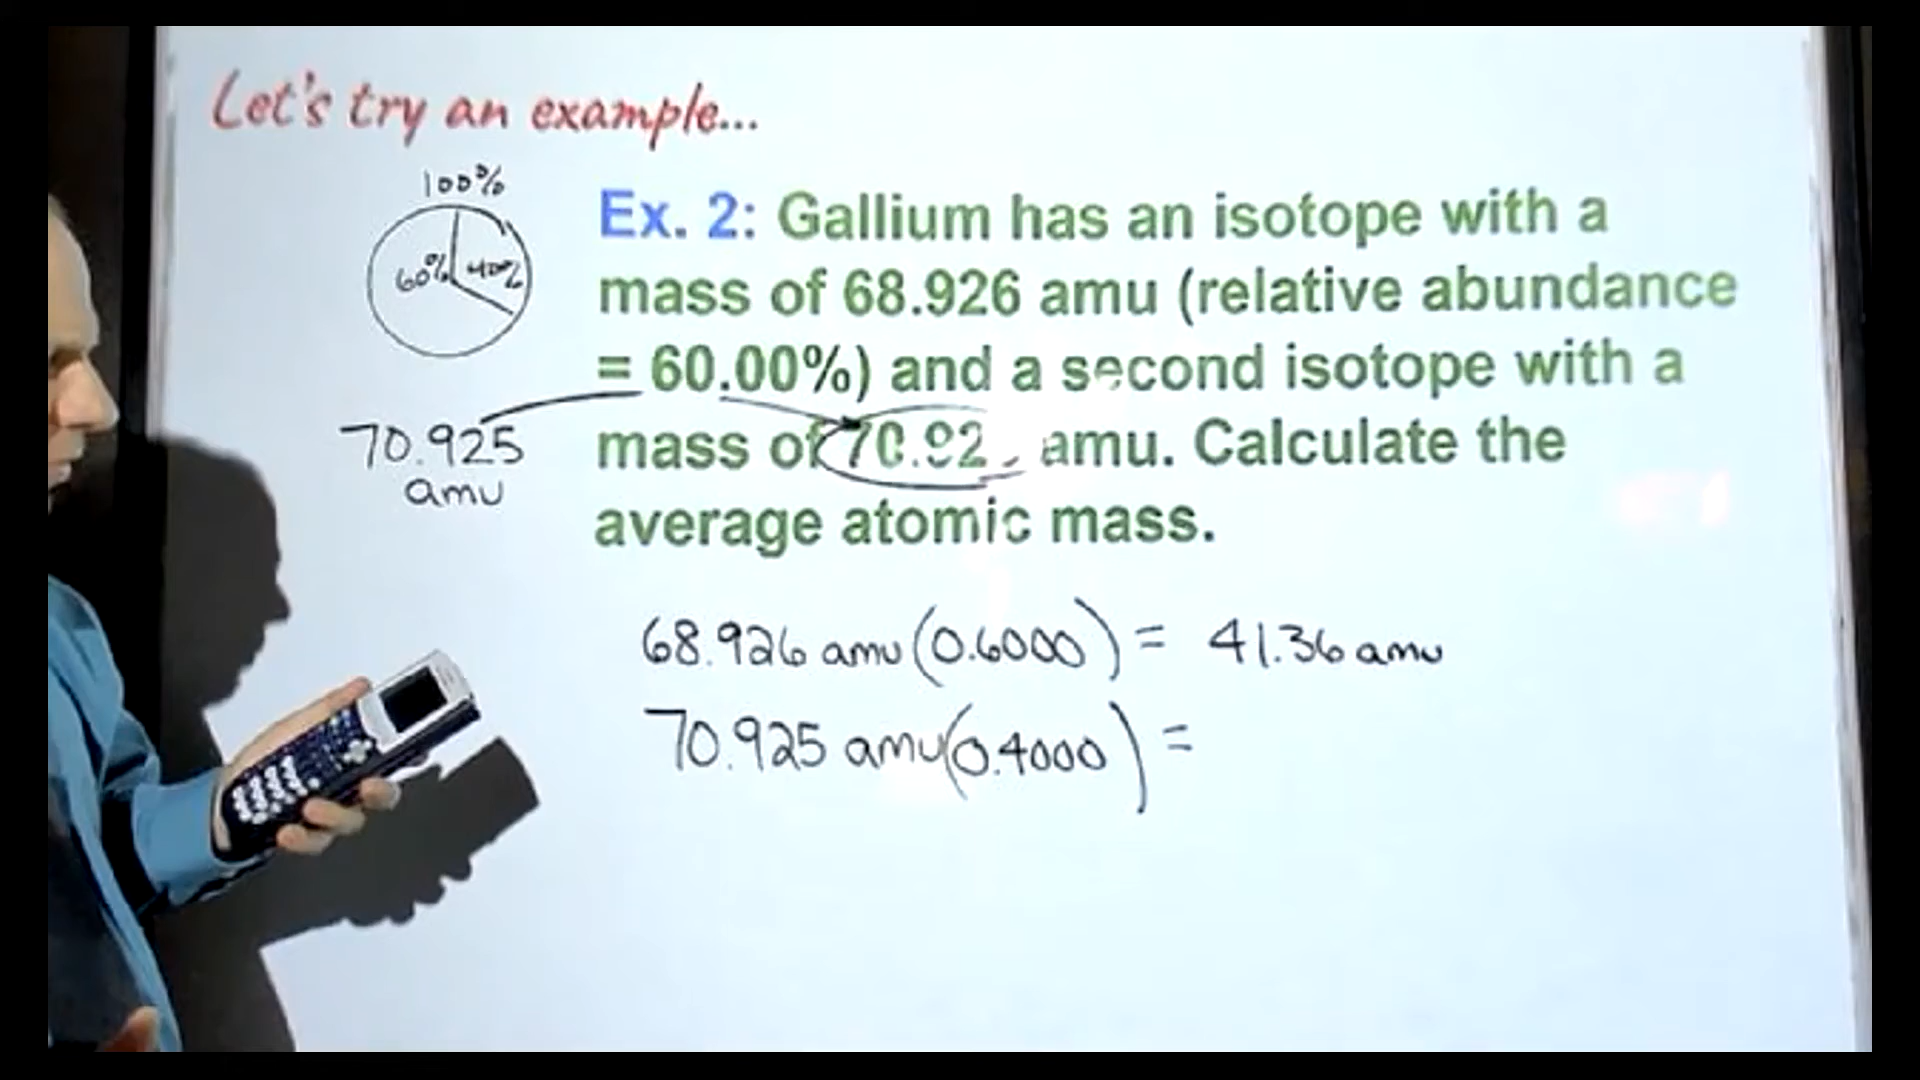 Let's try an example...
100%
60% 40%
Ex. 2: Gallium has an isotope with a
mass of 68.926 amu (relative abundance
= 60.00%) and a second isotope with a
mass of 70.92 amu. Calculate the
average atomic mass.
70.925
amu
68.926 amu (0.6000) = 41.36 amu
70.925 amu (0.4000) =